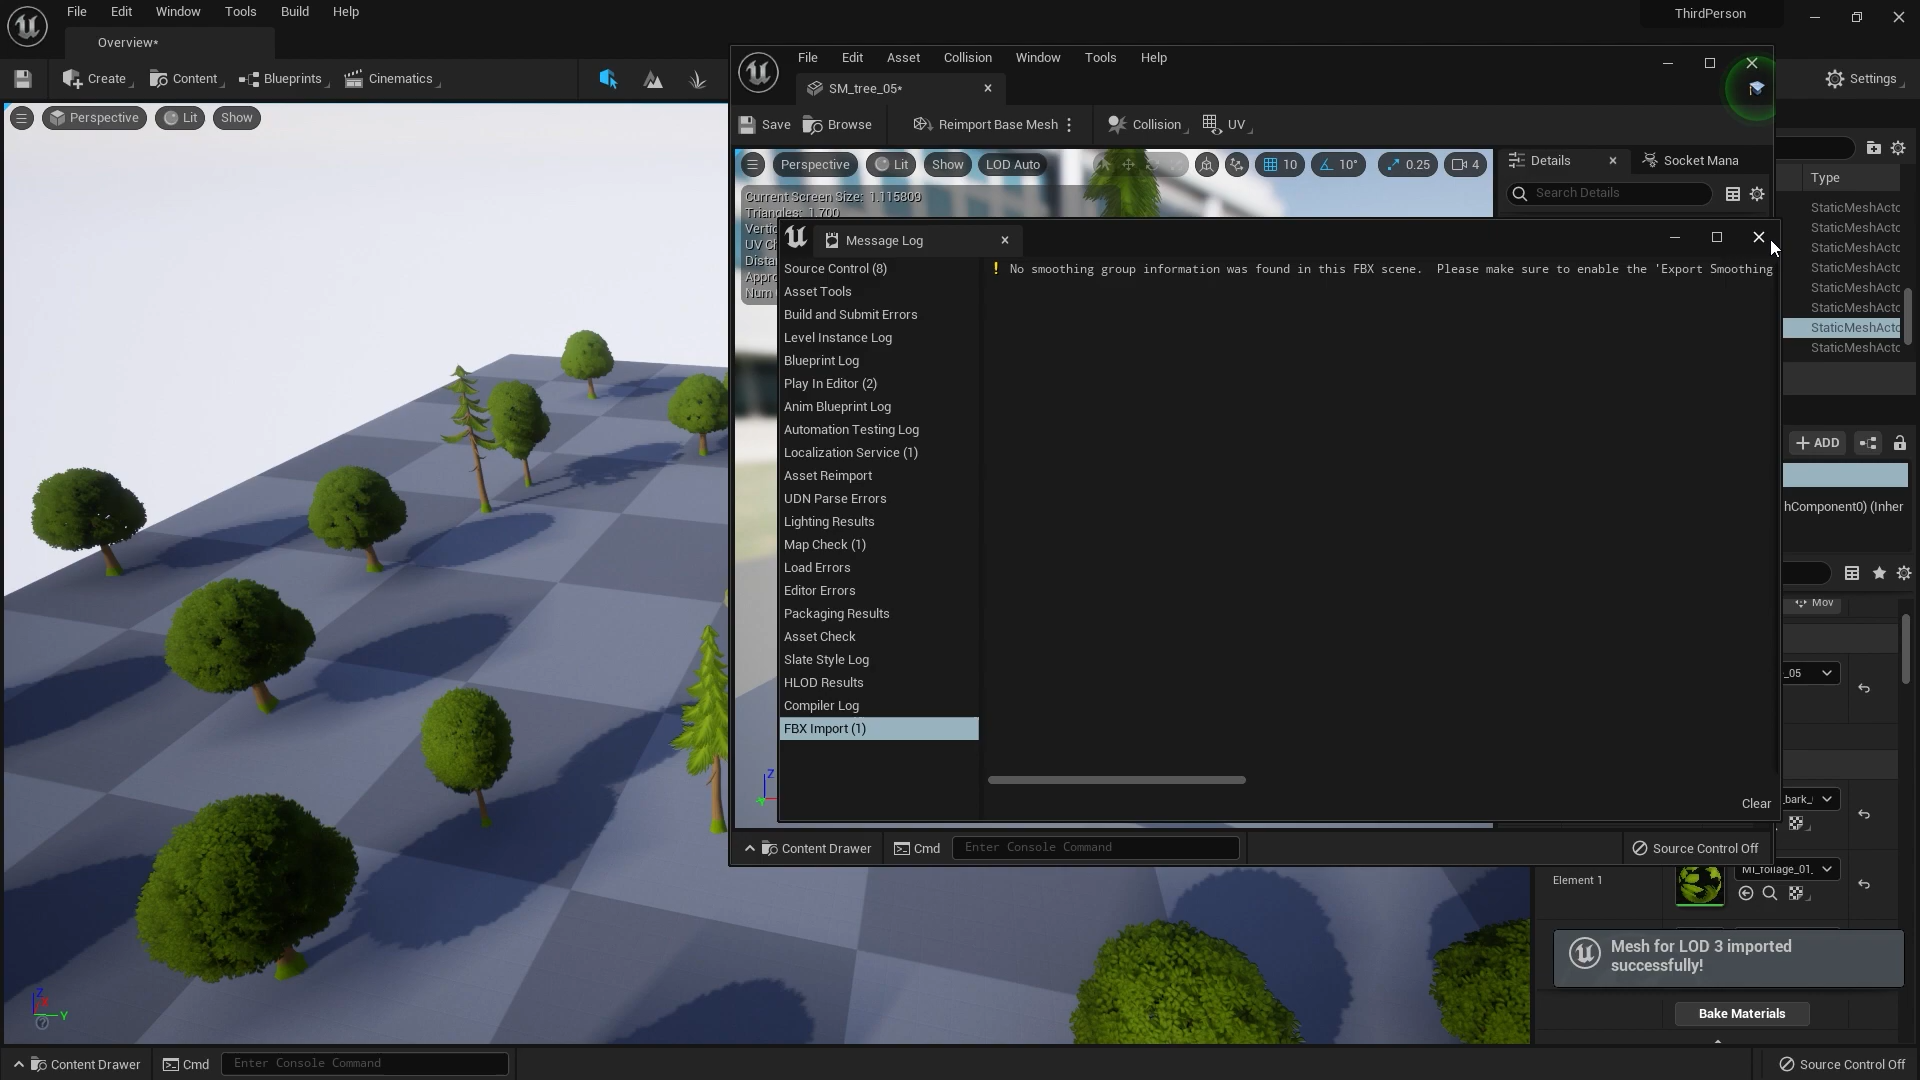 File Edit Window Tools Build Help
ThirdPerson
Overview*
Create Content Blueprints Cinematics
Settings
Perspective Lit Show
File Edit Asset Collision Window Tools Help
SM_tree_05*
Save Browse Reimport Base Mesh Collision UV
Perspective Lit Show LOD Auto 10 10° 0.25 4
Details Socket Mana
Search Details
Type
Current Screen Size: 1.115809
Triangles: 1,700
Message Log
Source Control (8)
Asset Tools
Build and Submit Errors
Level Instance Log
Blueprint Log
Play In Editor (2)
Anim Blueprint Log
Automation Testing Log
Localization Service (1)
Asset Reimport
UDN Parse Errors
Lighting Results
Map Check (1)
Load Errors
Editor Errors
Packaging Results
Asset Check
Slate Style Log
HLOD Results
Compiler Log
FBX Import (1)
No smoothing group information was found in this FBX scene. Please make sure to enable the 'Export Smoothing
Clear
StaticMeshActo
StaticMeshActo
StaticMeshActo
StaticMeshActo
StaticMeshActo
StaticMeshActo
StaticMeshActo
StaticMeshActo
ADD
hComponent0) (Inher
Mov
_05
_bark_
Content Drawer Cmd Enter Console Command Source Control Off
Element 1
MI_foliage_01_
Mesh for LOD 3 imported
successfully!
Bake Materials
Z
Y
Z
Content Drawer Cmd Enter Console Command Source Control Off